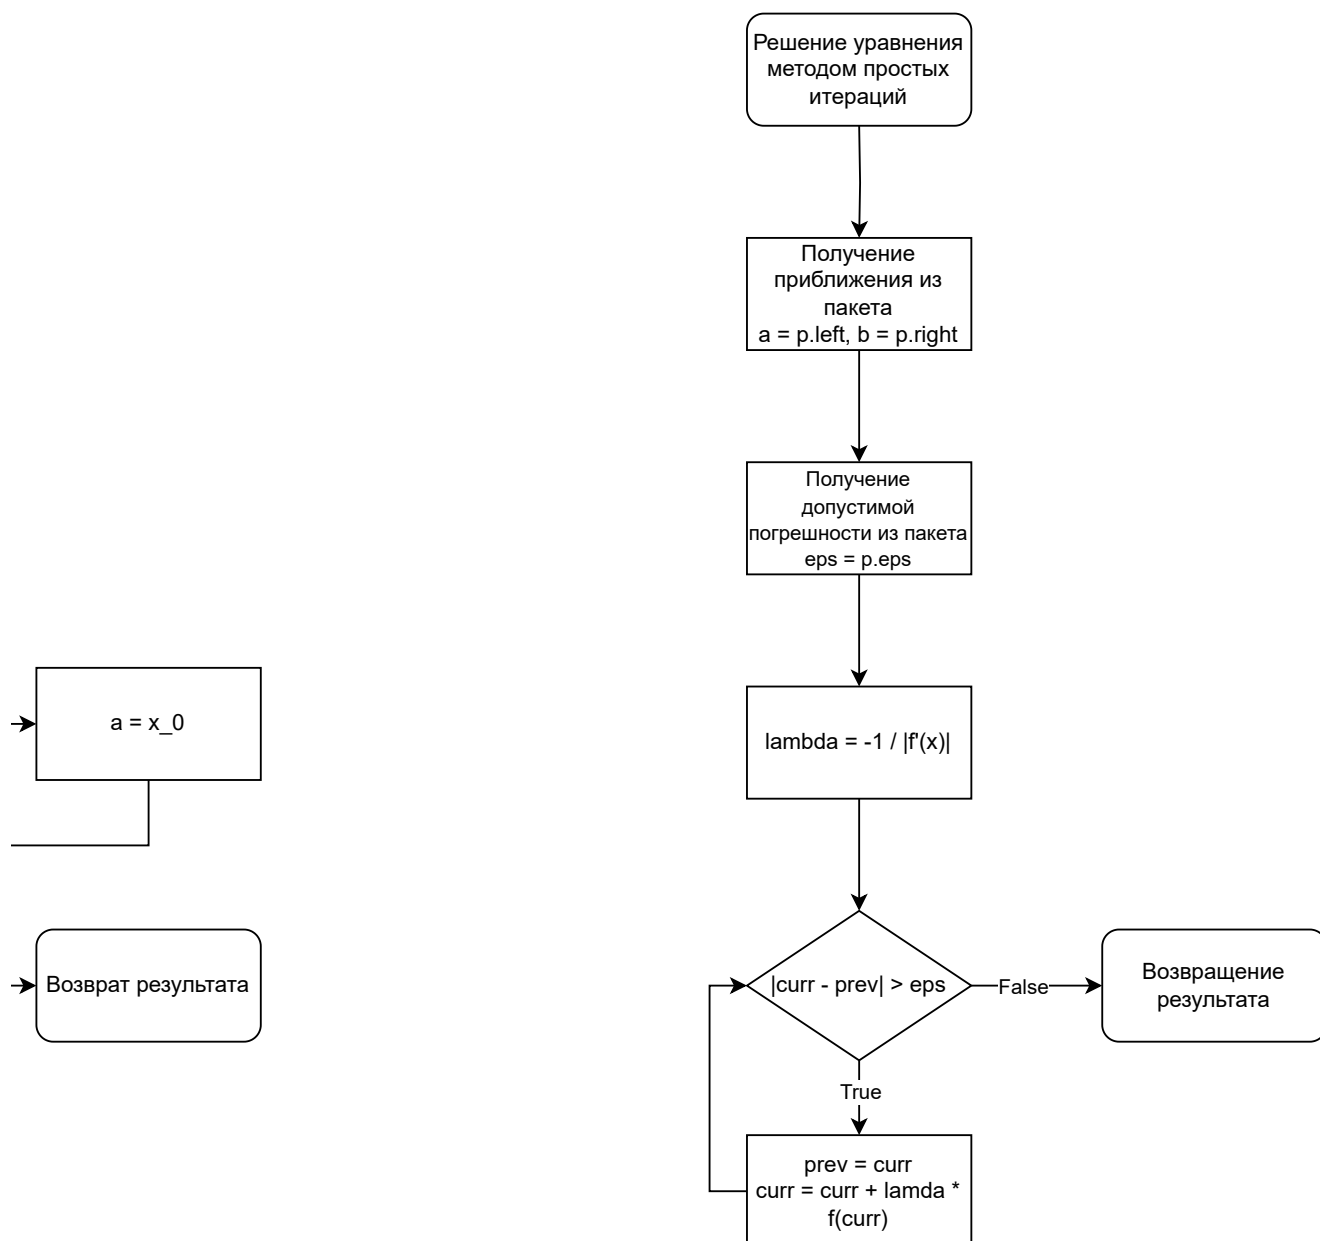 Решение уравнения
методом простых
итераций
Получение
приближения из
пакета
a = p.left, b = p.right
Получение
допустимой
погрешности из пакета
eps = p.eps
a = x_0
lambda = -1 / |f'(x)|
Возврат результата
|curr - prev| > eps
False
Возвращение
результата
True
prev = curr
curr = curr + lamda *
f(curr)